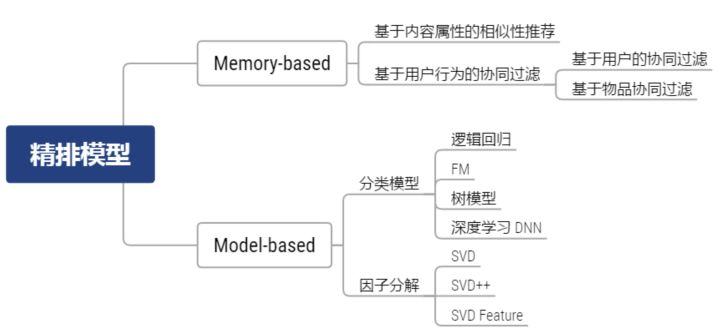 精排模型
Memory-based
基于内容属性的相似性推荐
基于用户行为的协同过滤
基于用户的协同过滤
基于物品协同过滤
Model-based
分类模型
逻辑回归
FM
树模型
深度学习 DNN
因子分解
SVD
SVD++
SVD Feature